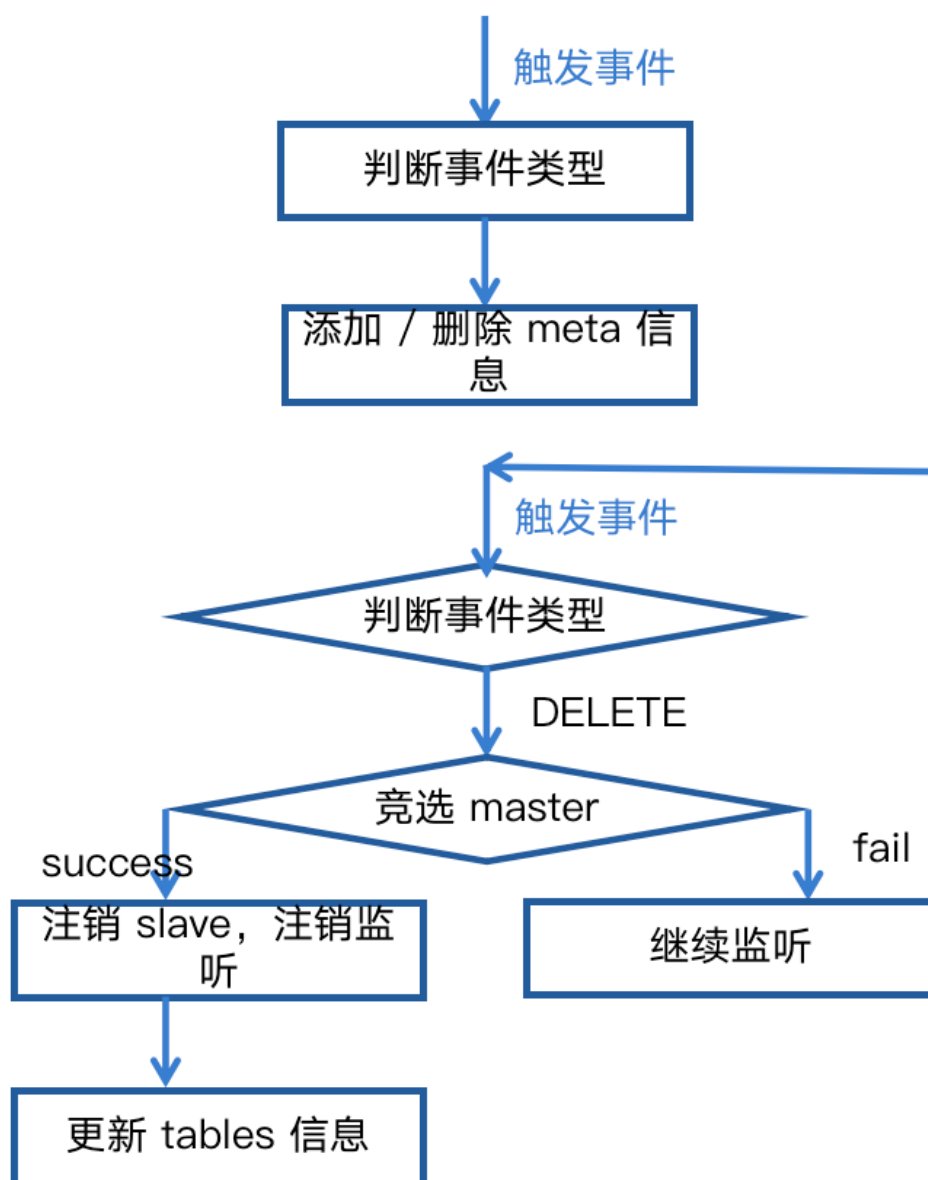 触发事件
判断事件类型
添加 / 删除 meta 信
息
触发事件
判断事件类型
DELETE
竞选 master
success
fail
注销 slave，注销监
听
继续监听
更新 tables 信息